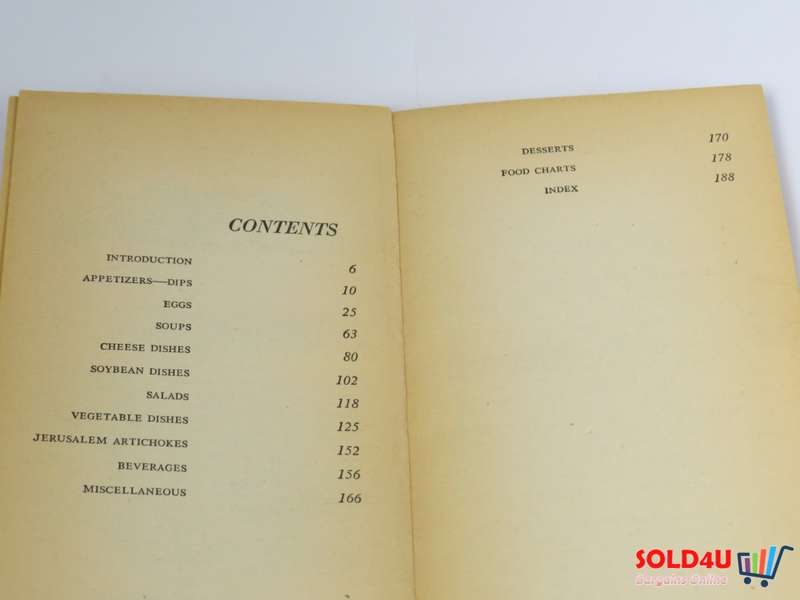 CONTENTS
INTRODUCTION 6
APPETIZERS—DIPS 10
EGGS 25
SOUPS 63
CHEESE DISHES 80
SOYBEAN DISHES 102
SALADS 118
VEGETABLE DISHES 125
JERUSALEM ARTICHOKES 152
BEVERAGES 156
MISCELLANEOUS 166
DESSERTS 170
FOOD CHARTS 178
INDEX 188
SOLD4U
Bargains Online